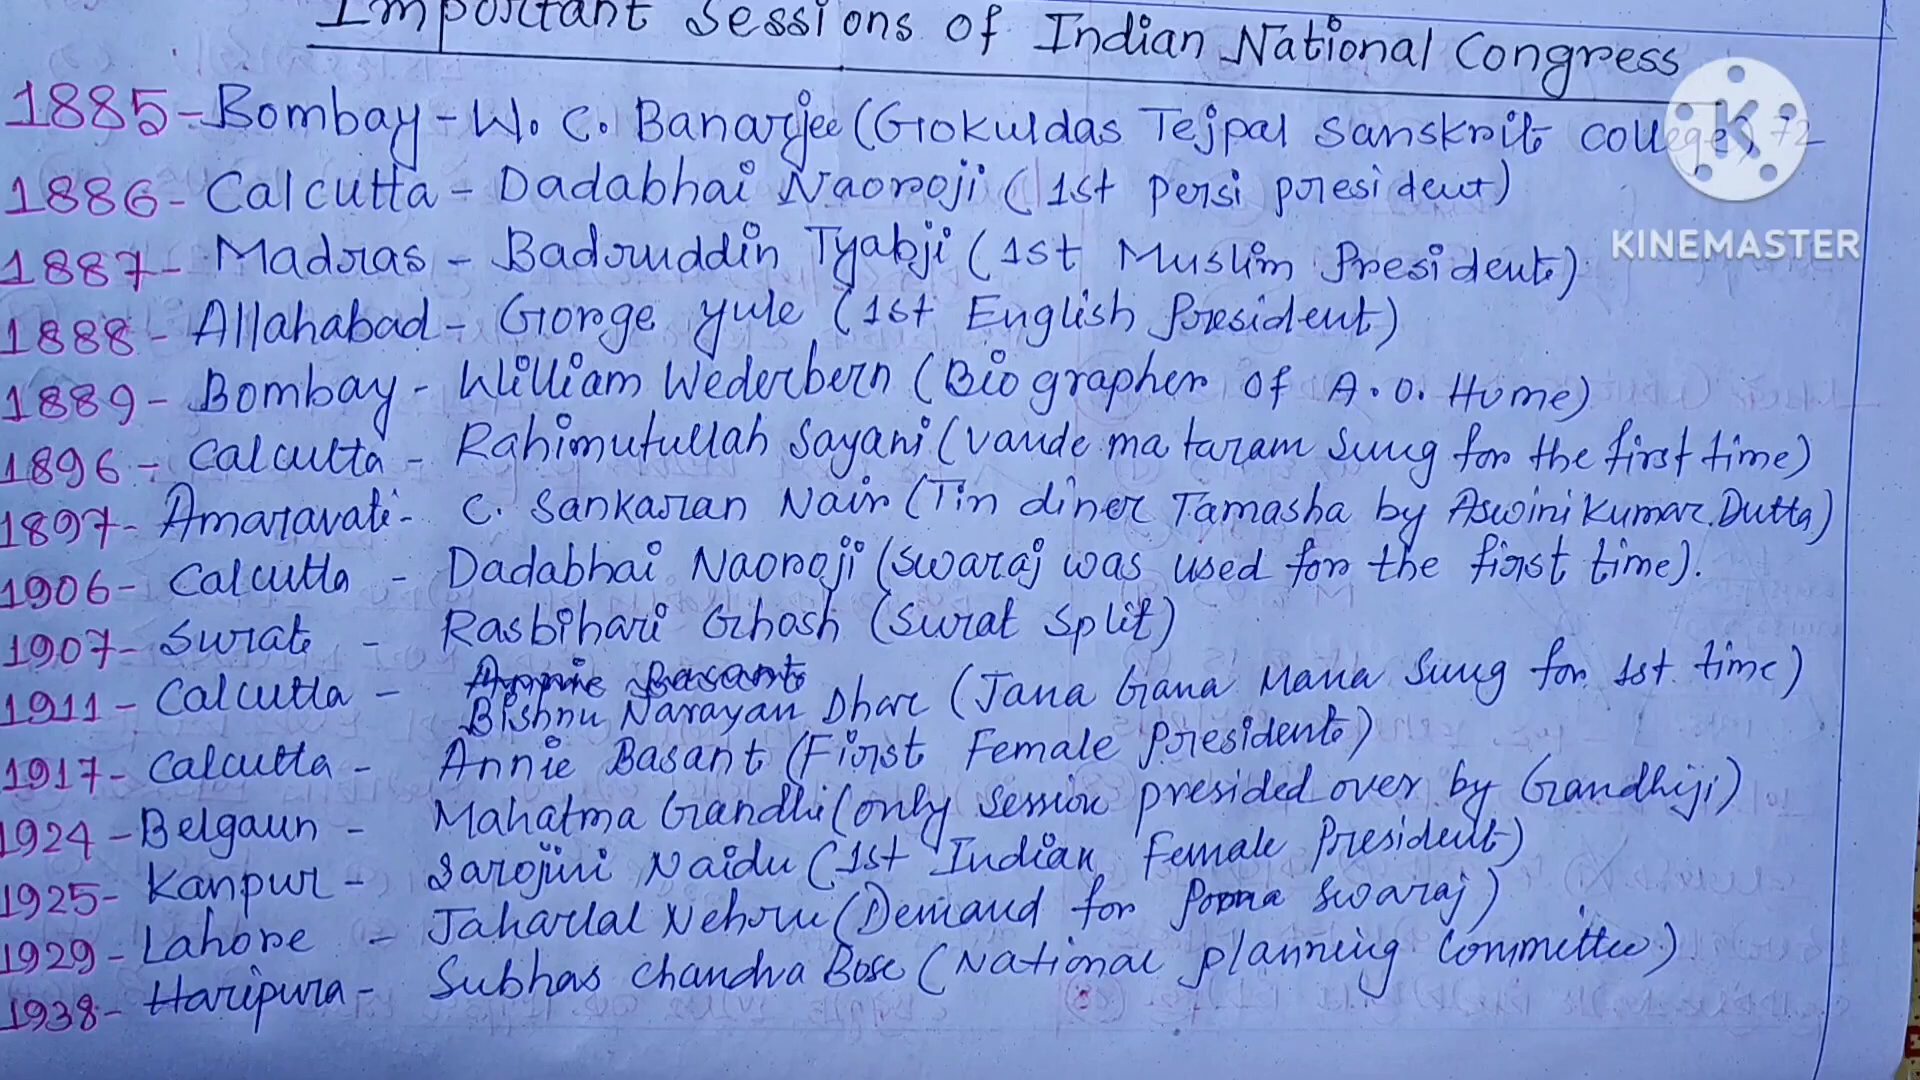 Important Sessions of Indian National Congress
1885- Bombay - W. C. Banarjee (Gokuldas Tejpal Sanskrit College) 72
KINEMASTER
1886- Calcutta - Dadabhai Naoroji (1st Persi president)
1887- Madras - Badruddin Tyabji (1st Muslim President)
1888- Allahabad - Gorge yule (1st English President)
1889- Bombay - William Wederbern (Biographer of A.O. Hume)
1896- Calcutta - Rahimutullah Sayani (Vande mataram Sung for the first time)
1897- Amaravati - C. Sankaran Nair (Tin diner Tamasha by Aswini Kumar Dutta)
1906- Calcutta - Dadabhai Naoroji (Swaraj was used for the first time).
1907- Surat - Rasbihari Ghosh (Surat Split)
1911- Calcutta - Annie Basant Bishnu Narayan Dhar (Jana Gana Mana Sung for 1st time)
1917- Calcutta - Annie Basant (First Female President)
1924- Belgaun - Mahatma Gandhi (only session presided over by Gandhiji)
1925- Kanpur - Sarojini Naidu (1st Indian Female President)
1929- Lahore - Jaharlal Nehru (Demand for Porna Swaraj)
1938- Haripura - Subhas Chandra Bose (National planning Committee)